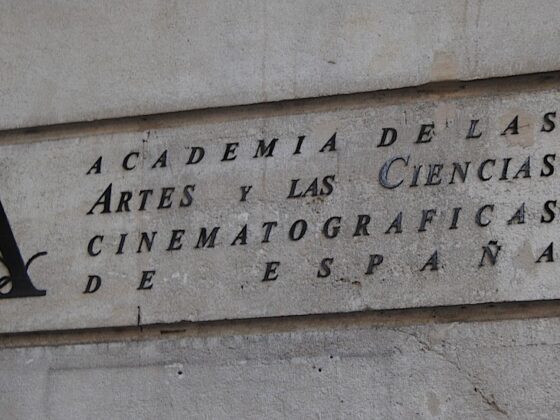 A
ACADEMIA DE LAS
ARTES Y LAS CIENCIAS
CINEMATOGRAFICAS
DE ESPAÑA